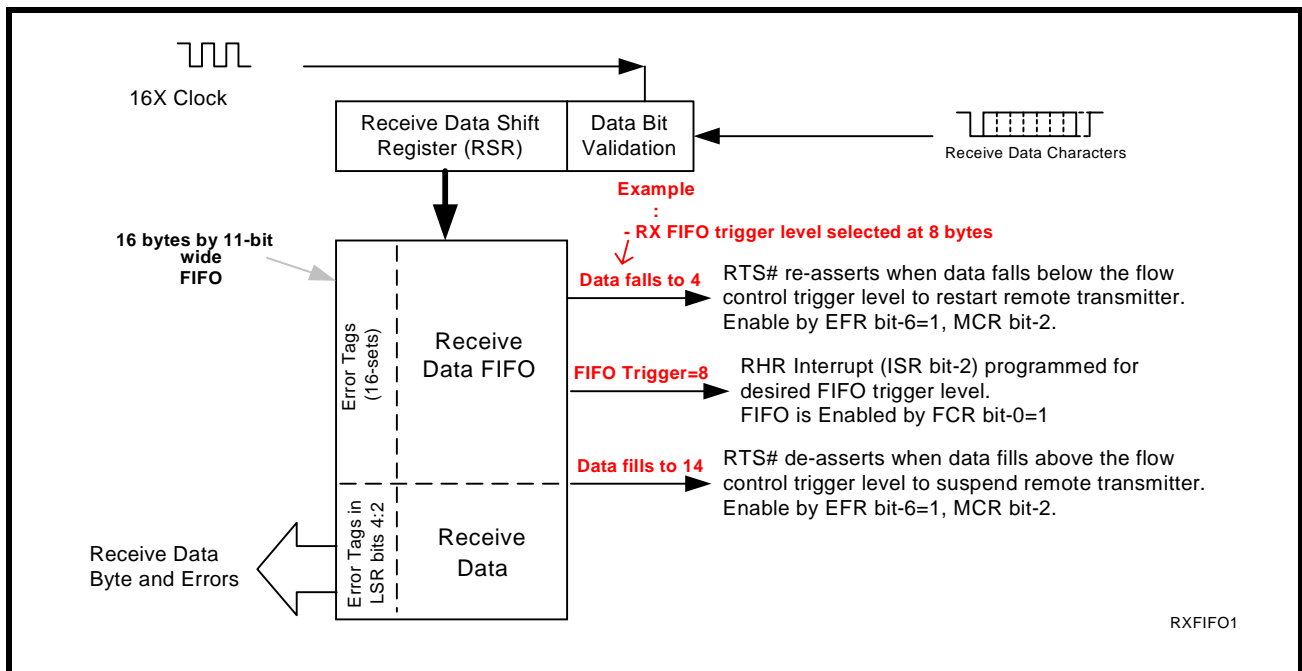 16X Clock
Receive Data Shift
Register (RSR)
Data Bit
Validation
Receive Data Characters
Example
:
- RX FIFO trigger level selected at 8 bytes
16 bytes by 11-bit
wide
FIFO
Error Tags
(16-sets)
Receive
Data FIFO
Data falls to 4
RTS# re-asserts when data falls below the flow
control trigger level to restart remote transmitter.
Enable by EFR bit-6=1, MCR bit-2.
FIFO Trigger=8
RHR Interrupt (ISR bit-2) programmed for
desired FIFO trigger level.
FIFO is Enabled by FCR bit-0=1
Data fills to 14
RTS# de-asserts when data fills above the flow
control trigger level to suspend remote transmitter.
Enable by EFR bit-6=1, MCR bit-2.
Error Tags in
LSR bits 4:2
Receive
Data
Receive Data
Byte and Errors
RXFIFO1